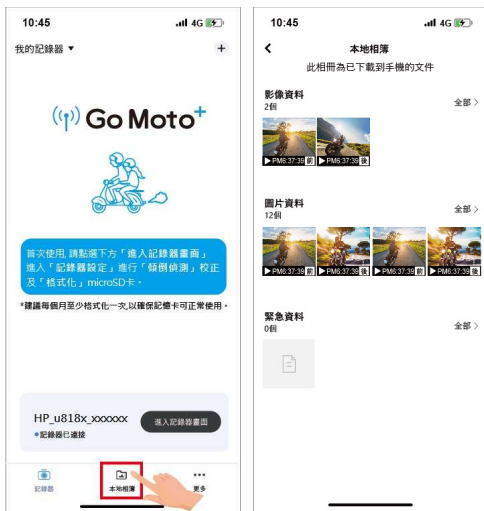 10:45
4G
我的記錄器 ▼
+
Go Moto+
首次使用, 請點選下方「進入記錄器畫面」
進入「記錄器設定」進行「傾倒偵測」校正
及「格式化」microSD卡。
*建議每個月至少格式化一次,以確保記憶卡可正常使用。
HP_u818x_xxxxxx
進入記錄器畫面
*記錄器已連接
記錄器
本地相簿
更多
10:45
4G
本地相簿
此相冊為已下載到手機的文件
影像資料
2個
全部 >
PM6:37:39 前
PM6:37:39 後
圖片資料
12個
全部 >
PM6:37:39 前
PM6:37:39 後
PM6:37:39 前
PM6:37:39 後
緊急資料
0個
全部 >